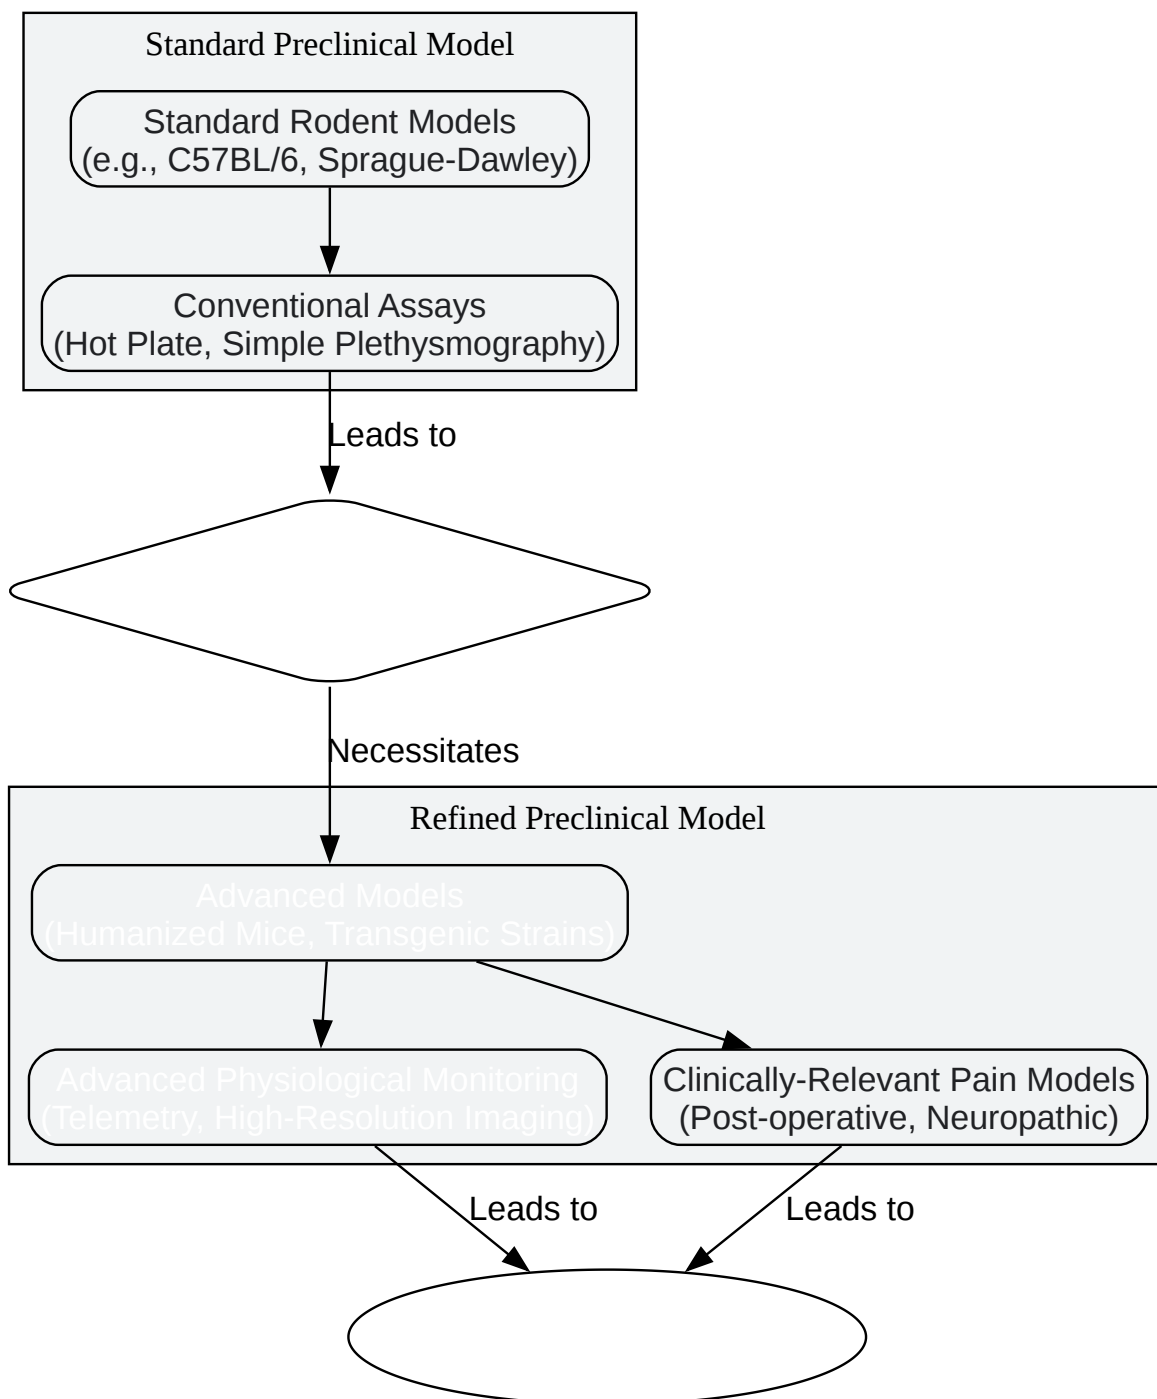 Standard Preclinical Model
Standard Rodent Models
(e.g., C57BL/6, Sprague-Dawley)
Conventional Assays
(Hot Plate, Simple Plethysmography)
Leads to
Necessitates
Refined Preclinical Model
Advanced Models
(Humanized Mice, Transgenic Strains)
Advanced Physiological Monitoring
(Telemetry, High-Resolution Imaging)
Clinically-Relevant Pain Models
(Post-operative, Neuropathic)
Leads to
Leads to